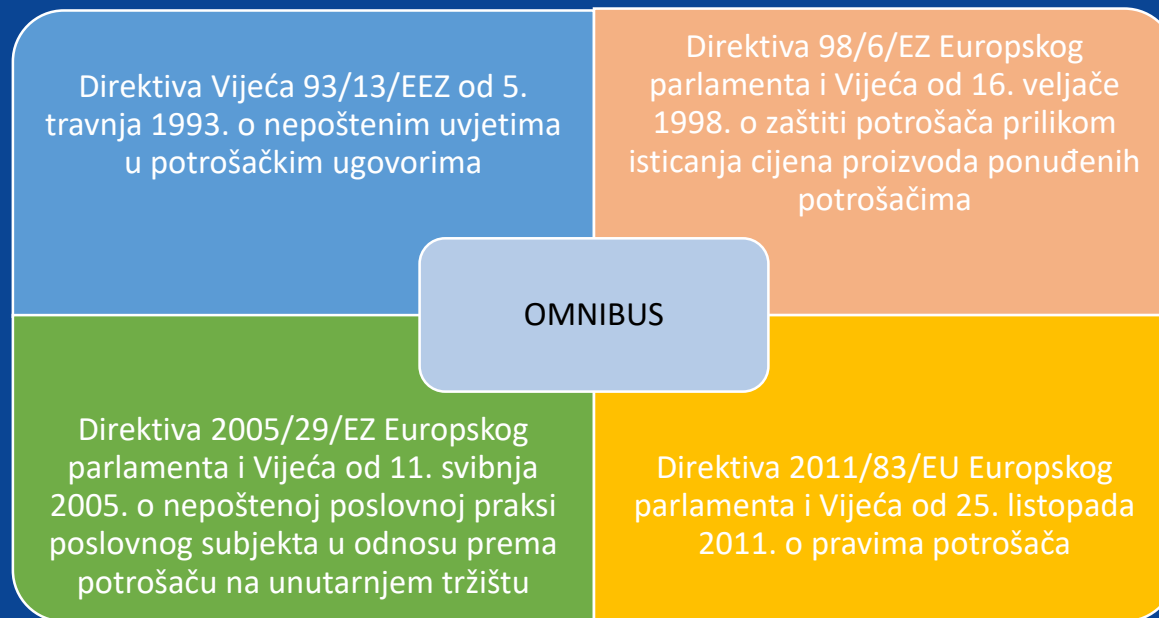 Direktiva Vijeća 93/13/EEZ od 5.
travnja 1993. o nepoštenim uvjetima
u potrošačkim ugovorima
Direktiva 98/6/EZ Europskog
parlamenta i Vijeća od 16. veljače
1998. o zaštiti potrošača prilikom
isticanja cijena proizvoda ponuđenih
potrošačima
OMNIBUS
Direktiva 2005/29/EZ Europskog
parlamenta i Vijeća od 11. svibnja
2005. o nepoštenoj poslovnoj praksi
poslovnog subjekta u odnosu prema
potrošaču na unutarnjem tržištu
Direktiva 2011/83/EU Europskog
parlamenta i Vijeća od 25. listopada
2011. o pravima potrošača